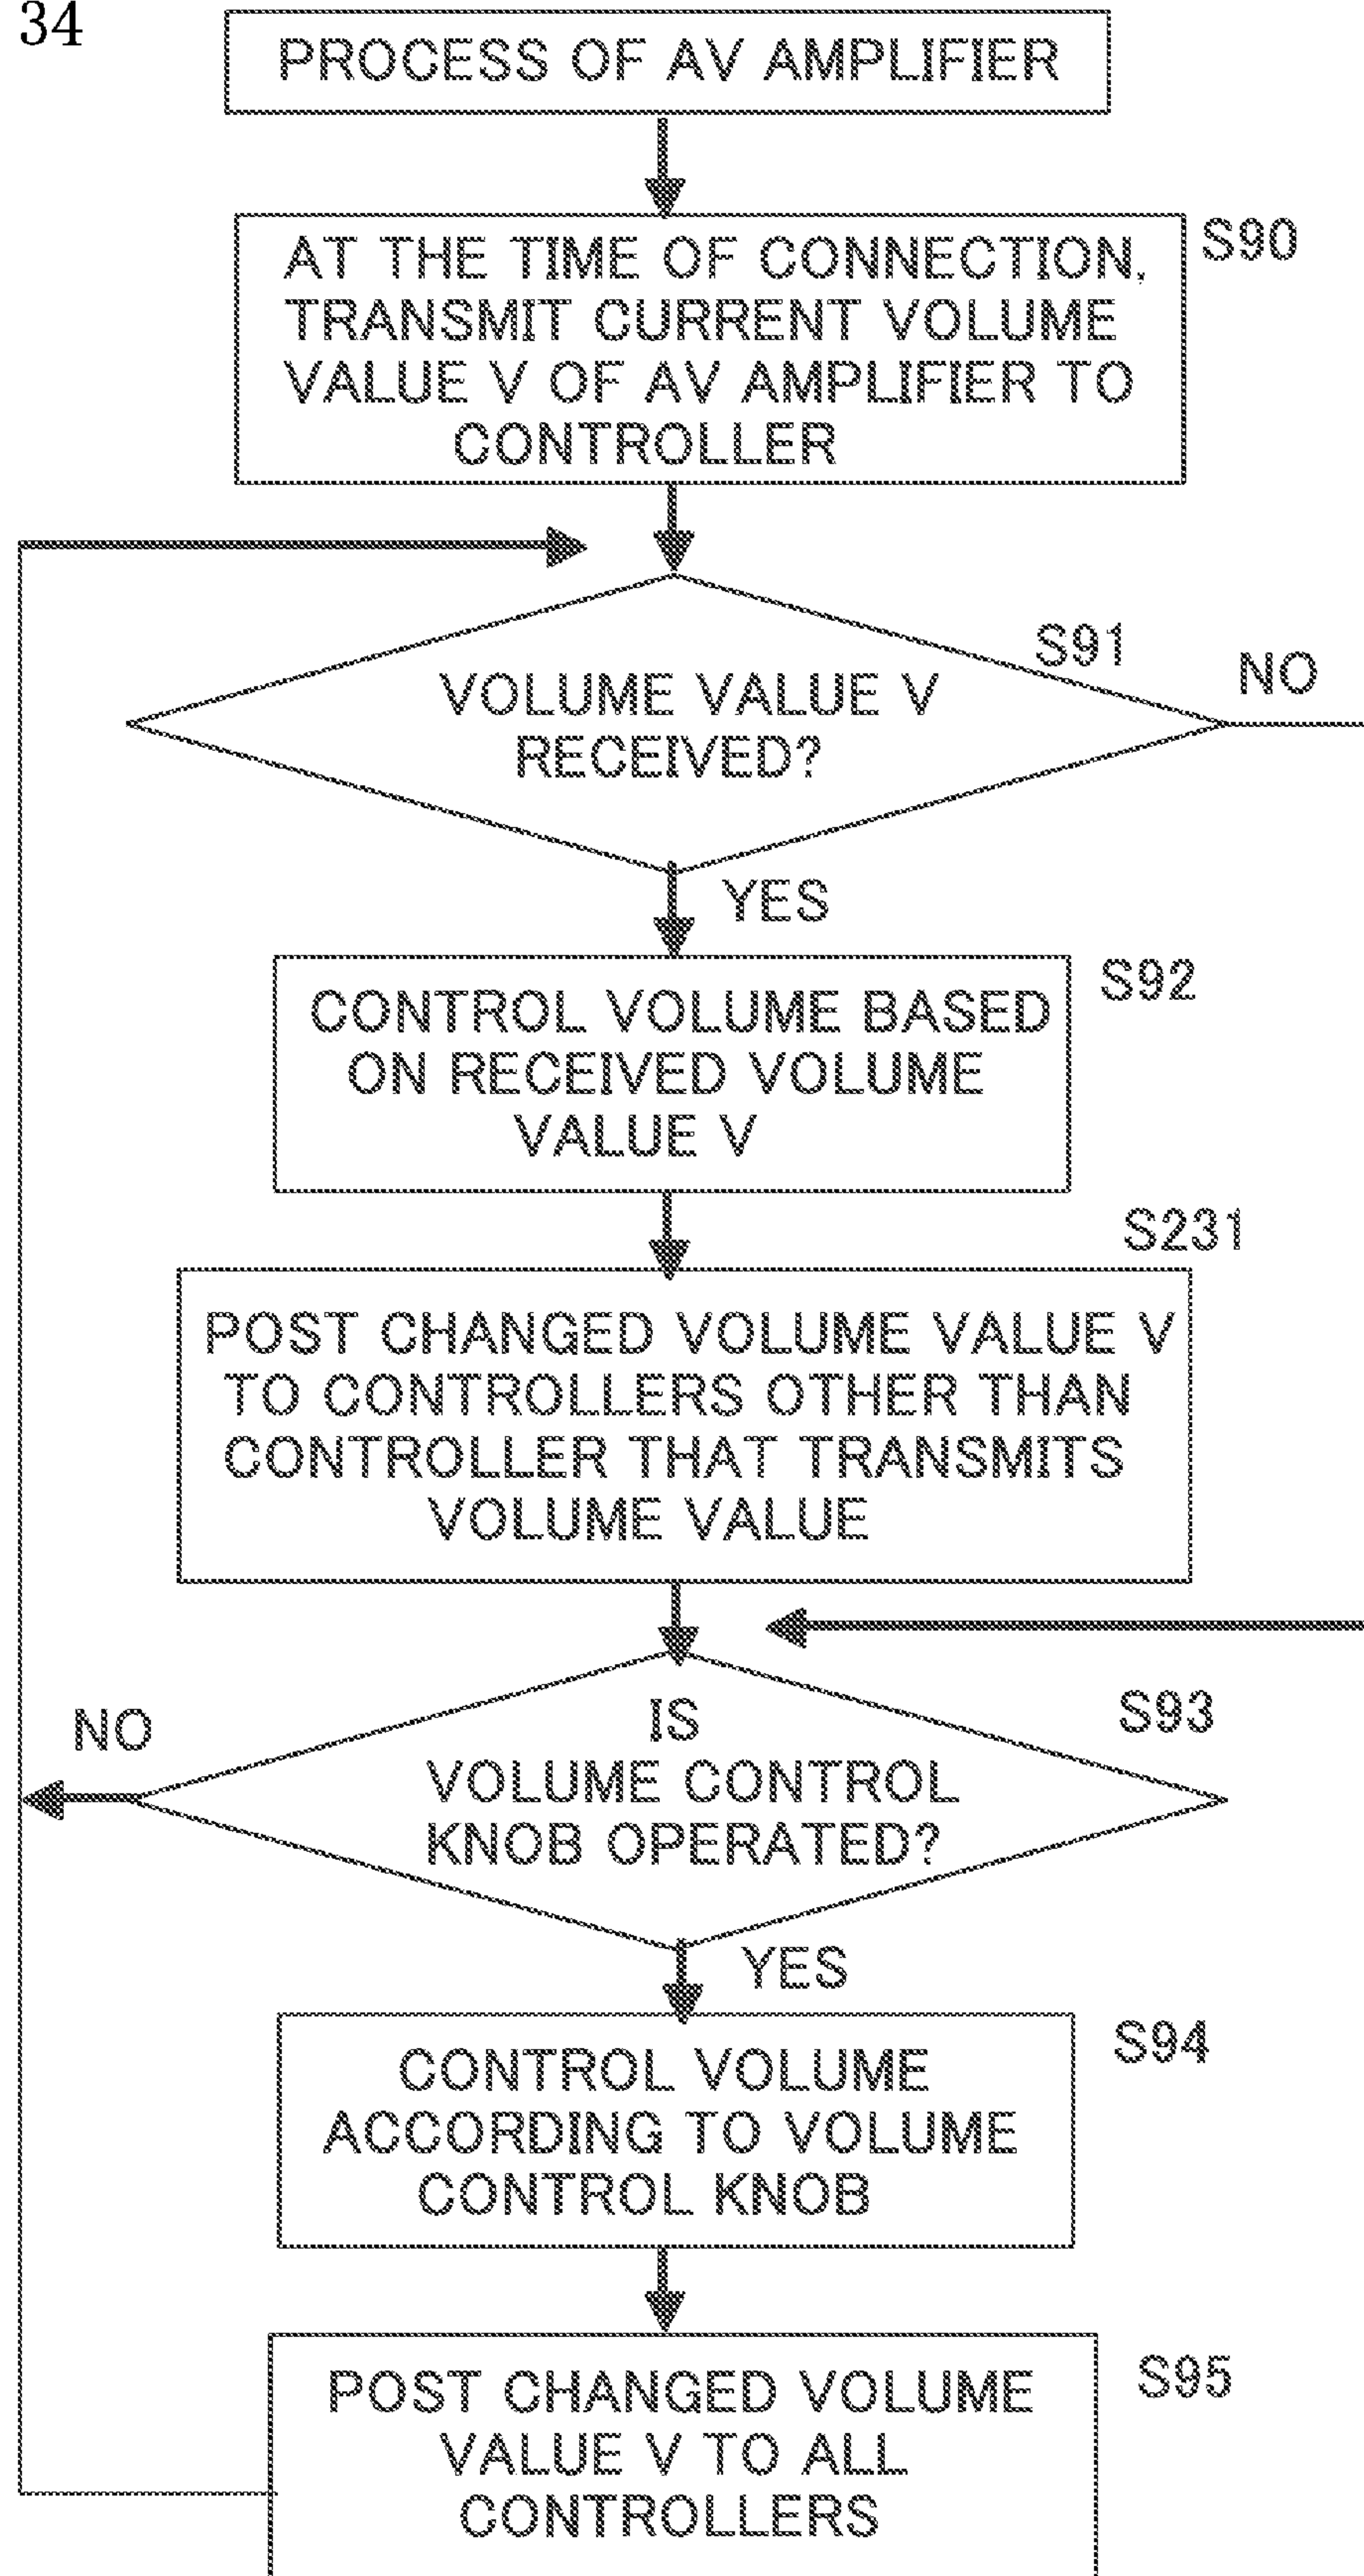 34
PROCESS OF AV AMPLIFIER
S90
AT THE TIME OF CONNECTION,
TRANSMIT CURRENT VOLUME
VALUE V OF AV AMPLIFIER TO
CONTROLLER
S91
NO
VOLUME VALUE V
RECEIVED?
YES
S92
CONTROL VOLUME BASED
ON RECEIVED VOLUME
VALUE V
S231
POST CHANGED VOLUME VALUE V
TO CONTROLLERS OTHER THAN
CONTROLLER THAT TRANSMITS
VOLUME VALUE
NO
IS
S93
VOLUME CONTROL
KNOB OPERATED?
YES
S94
CONTROL VOLUME
ACCORDING TO VOLUME
CONTROL KNOB
S95
POST CHANGED VOLUME
VALUE V TO ALL
CONTROLLERS